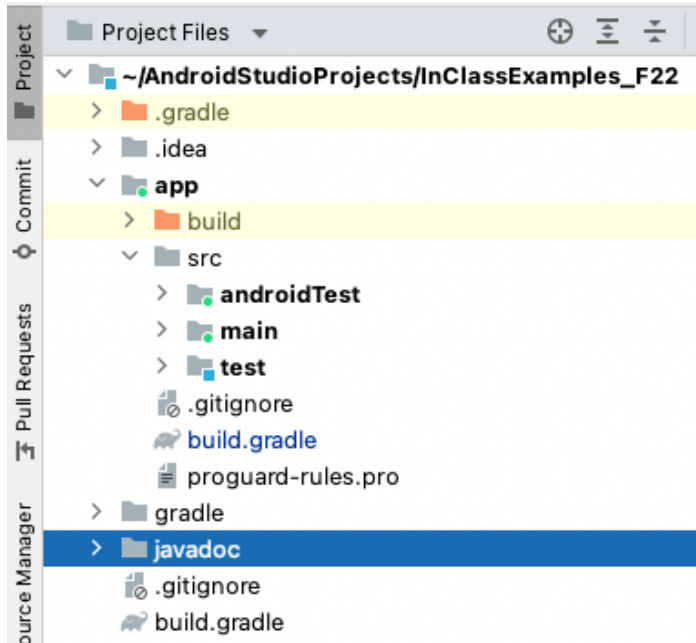 Project Files
~/AndroidStudioProjects/InClassExamples_F22
.gradle
.idea
app
build
src
androidTest
main
test
.gitignore
build.gradle
proguard-rules.pro
gradle
javadoc
.gitignore
build.gradle
Project
Commit
Pull Requests
Manager